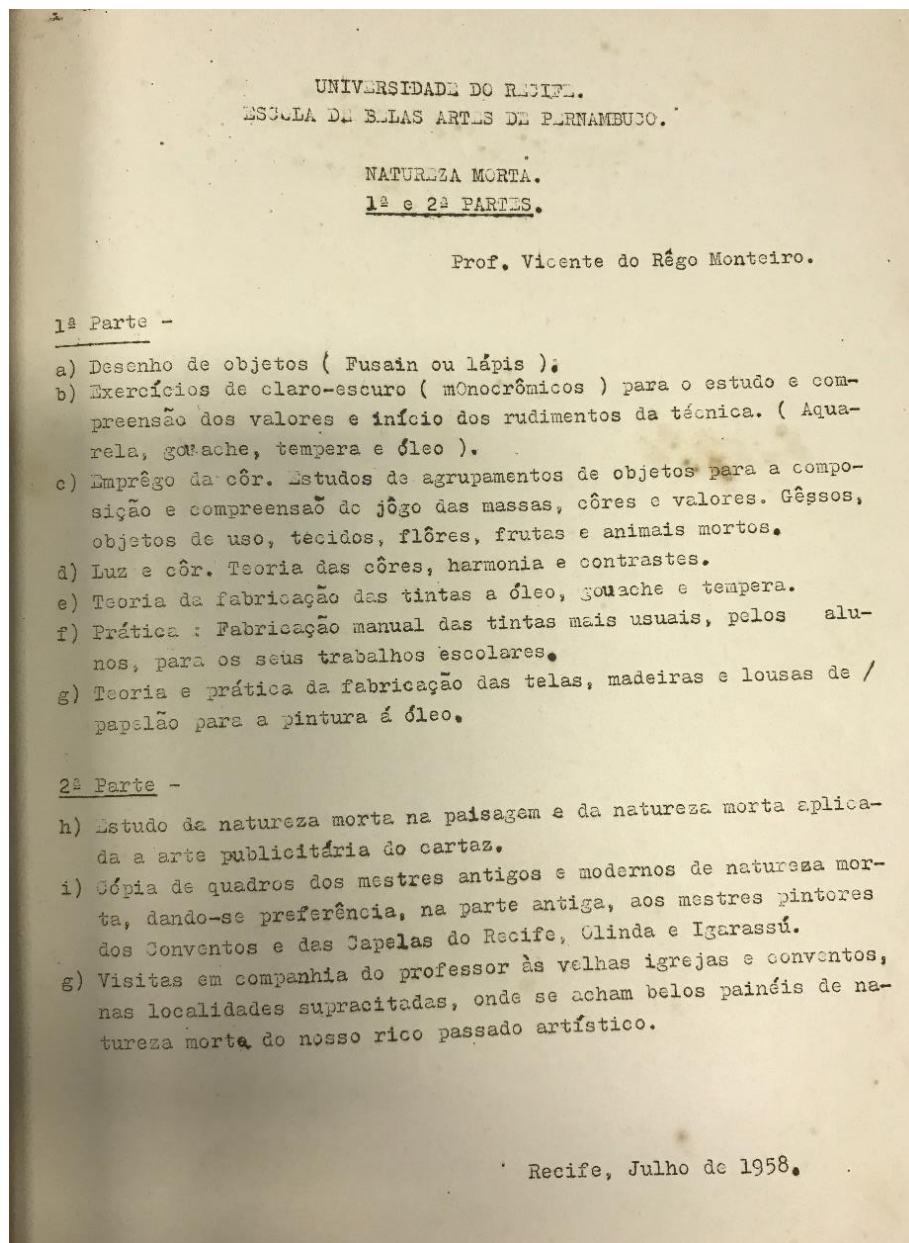 UNIVERSIDADE DO RECIFE.
ESCOLA DE BELAS ARTES DE PERNAMBUCO.
NATUREZA MORTA.
1ª e 2ª PARTES.
Prof. Vicente do Rêgo Monteiro.
1ª Parte -
a) Desenho de objetos ( Fusain ou lápis ).
b) Exercícios de claro-escuro ( mOnocrômicos ) para o estudo e com-
preensão dos valores e início dos rudimentos da técnica. ( Aqua-
rela, gouache, tempera e óleo ).
c) Emprêgo da côr. Estudos de agrupamentos de objetos para a compo-
sição e compreensaõ do jôgo das massas, côres e valores. Gêssos,
objetos de uso, tecidos, flôres, frutas e animais mortos.
d) Luz e côr. Teoria das côres, harmonia e contrastes.
e) Teoria da fabricação das tintas a óleo, gouache e tempera.
f) Prática : Fabricação manual das tintas mais usuais, pelos alu-
nos, para os seus trabalhos escolares.
g) Teoria e prática da fabricação das telas, madeiras e lousas de /
papelão para a pintura á óleo.
2ª Parte -
h) Estudo da natureza morta na paisagem e da natureza morta aplica-
da a arte publicitária do cartaz.
i) Cópia de quadros dos mestres antigos e modernos de natureza mor-
ta, dando-se preferência, na parte antiga, aos mestres pintores
dos Conventos e das Capelas do Recife, Olinda e Igarassú.
g) Visitas em companhia do professor às velhas igrejas e conventos,
nas localidades supracitadas, onde se acham belos painéis de na-
tureza morta do nosso rico passado artístico.
Recife, Julho de 1958.